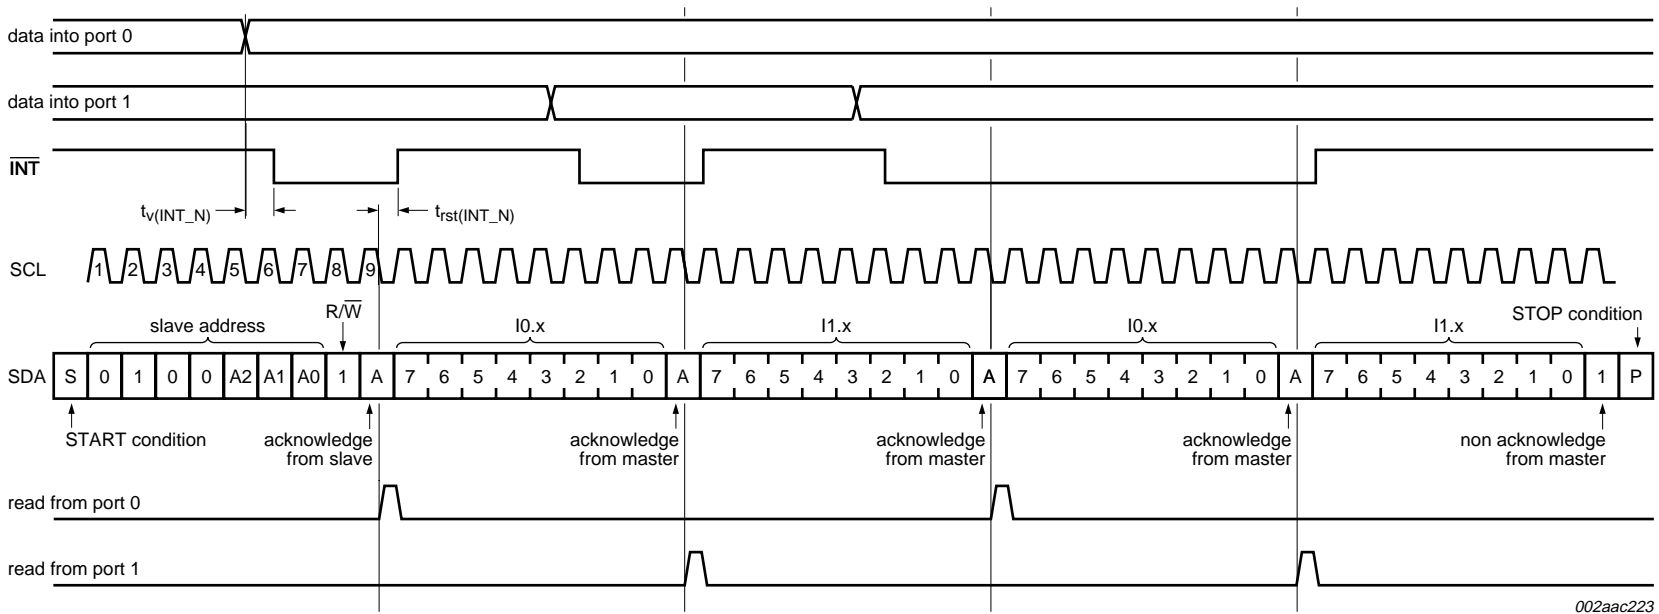 data into port 0
data into port 1
INT
tv(INT_N)
trst(INT_N)
SCL 1 2 3 4 5 6 7 8 9
R/W
slave address I0.x I1.x I0.x I1.x STOP condition
SDA S 0 1 0 0 A2 A1 A0 1 A 7 6 5 4 3 2 1 0 A 7 6 5 4 3 2 1 0 A 7 6 5 4 3 2 1 0 A 7 6 5 4 3 2 1 0 1 P
START condition
acknowledge
from slave
acknowledge
from master
acknowledge
from master
acknowledge
from master
non acknowledge
from master
read from port 0
read from port 1
002aac223